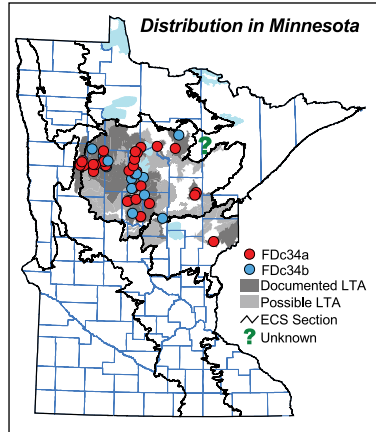 Distribution in Minnesota
?
FDc34a
FDc34b
Documented LTA
Possible LTA
ECS Section
? Unknown